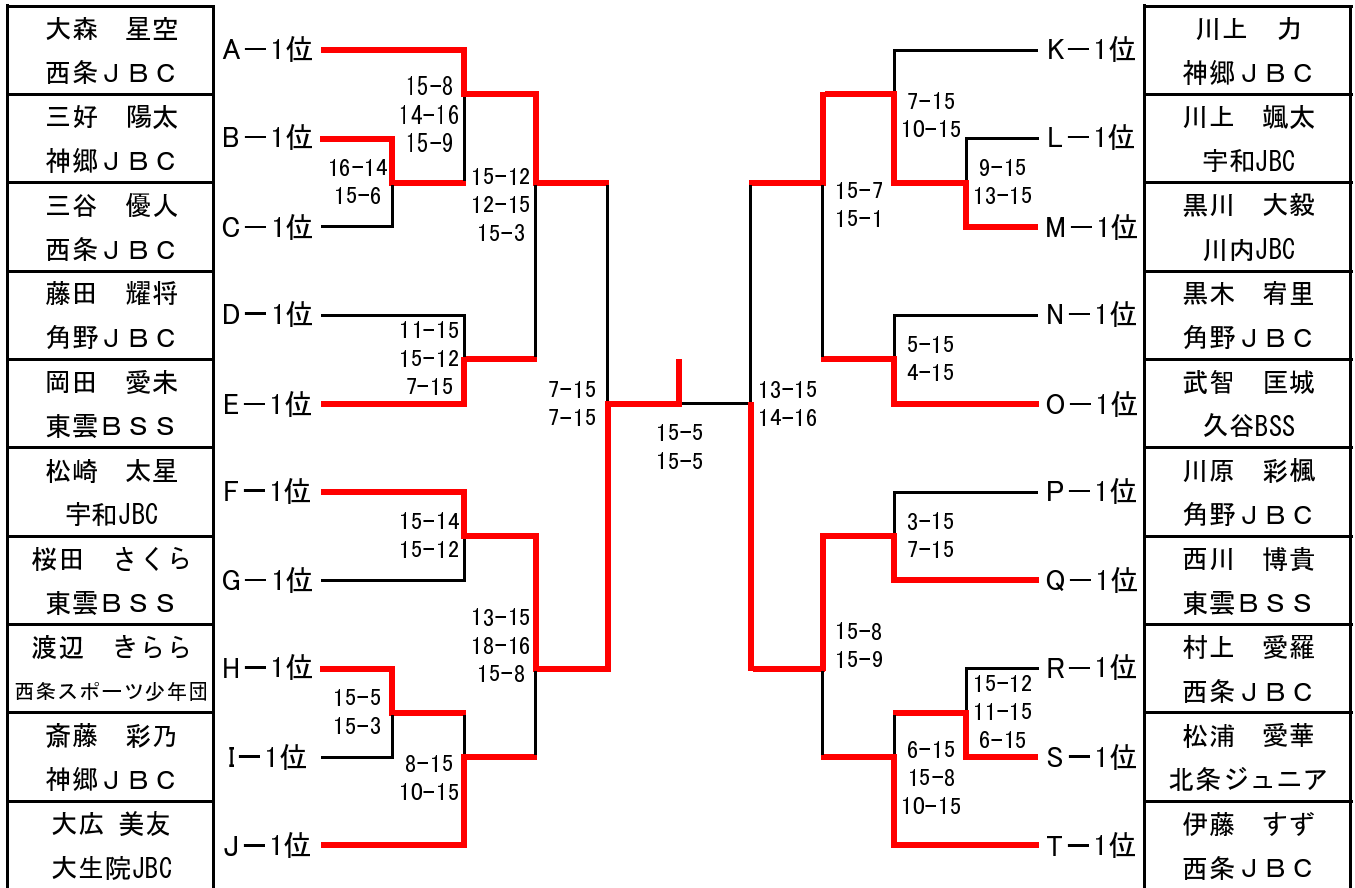 大森　星空
西条ＪＢＣ
三好　陽太
神郷ＪＢＣ
三谷　優人
西条ＪＢＣ
藤田　耀将
角野ＪＢＣ
岡田　愛未
東雲ＢＳＳ
松崎　太星
宇和JBC
桜田　さくら
東雲ＢＳＳ
渡辺　きらら
西条スポーツ少年団
斎藤　彩乃
神郷ＪＢＣ
大広 美友
大生院JBC
A－1位
B－1位
C－1位
D－1位
E－1位
F－1位
G－1位
H－1位
I－1位
J－1位
16-14
15-6
15-5
15-3
15-8
14-16
15-9
11-15
15-12
7-15
15-14
15-12
8-15
10-15
15-12
12-15
15-3
13-15
18-16
15-8
7-15
7-15
15-5
15-5
13-15
14-16
15-7
15-1
15-8
15-9
7-15
10-15
5-15
4-15
3-15
7-15
6-15
15-8
10-15
9-15
13-15
15-12
11-15
6-15
K－1位
L－1位
M－1位
N－1位
O－1位
P－1位
Q－1位
R－1位
S－1位
T－1位
川上　力
神郷ＪＢＣ
川上　颯太
宇和JBC
黒川　大毅
川内JBC
黒木　宥里
角野ＪＢＣ
武智　匡城
久谷BSS
川原　彩楓
角野ＪＢＣ
西川　博貴
東雲ＢＳＳ
村上　愛羅
西条ＪＢＣ
松浦　愛華
北条ジュニア
伊藤　すず
西条ＪＢＣ